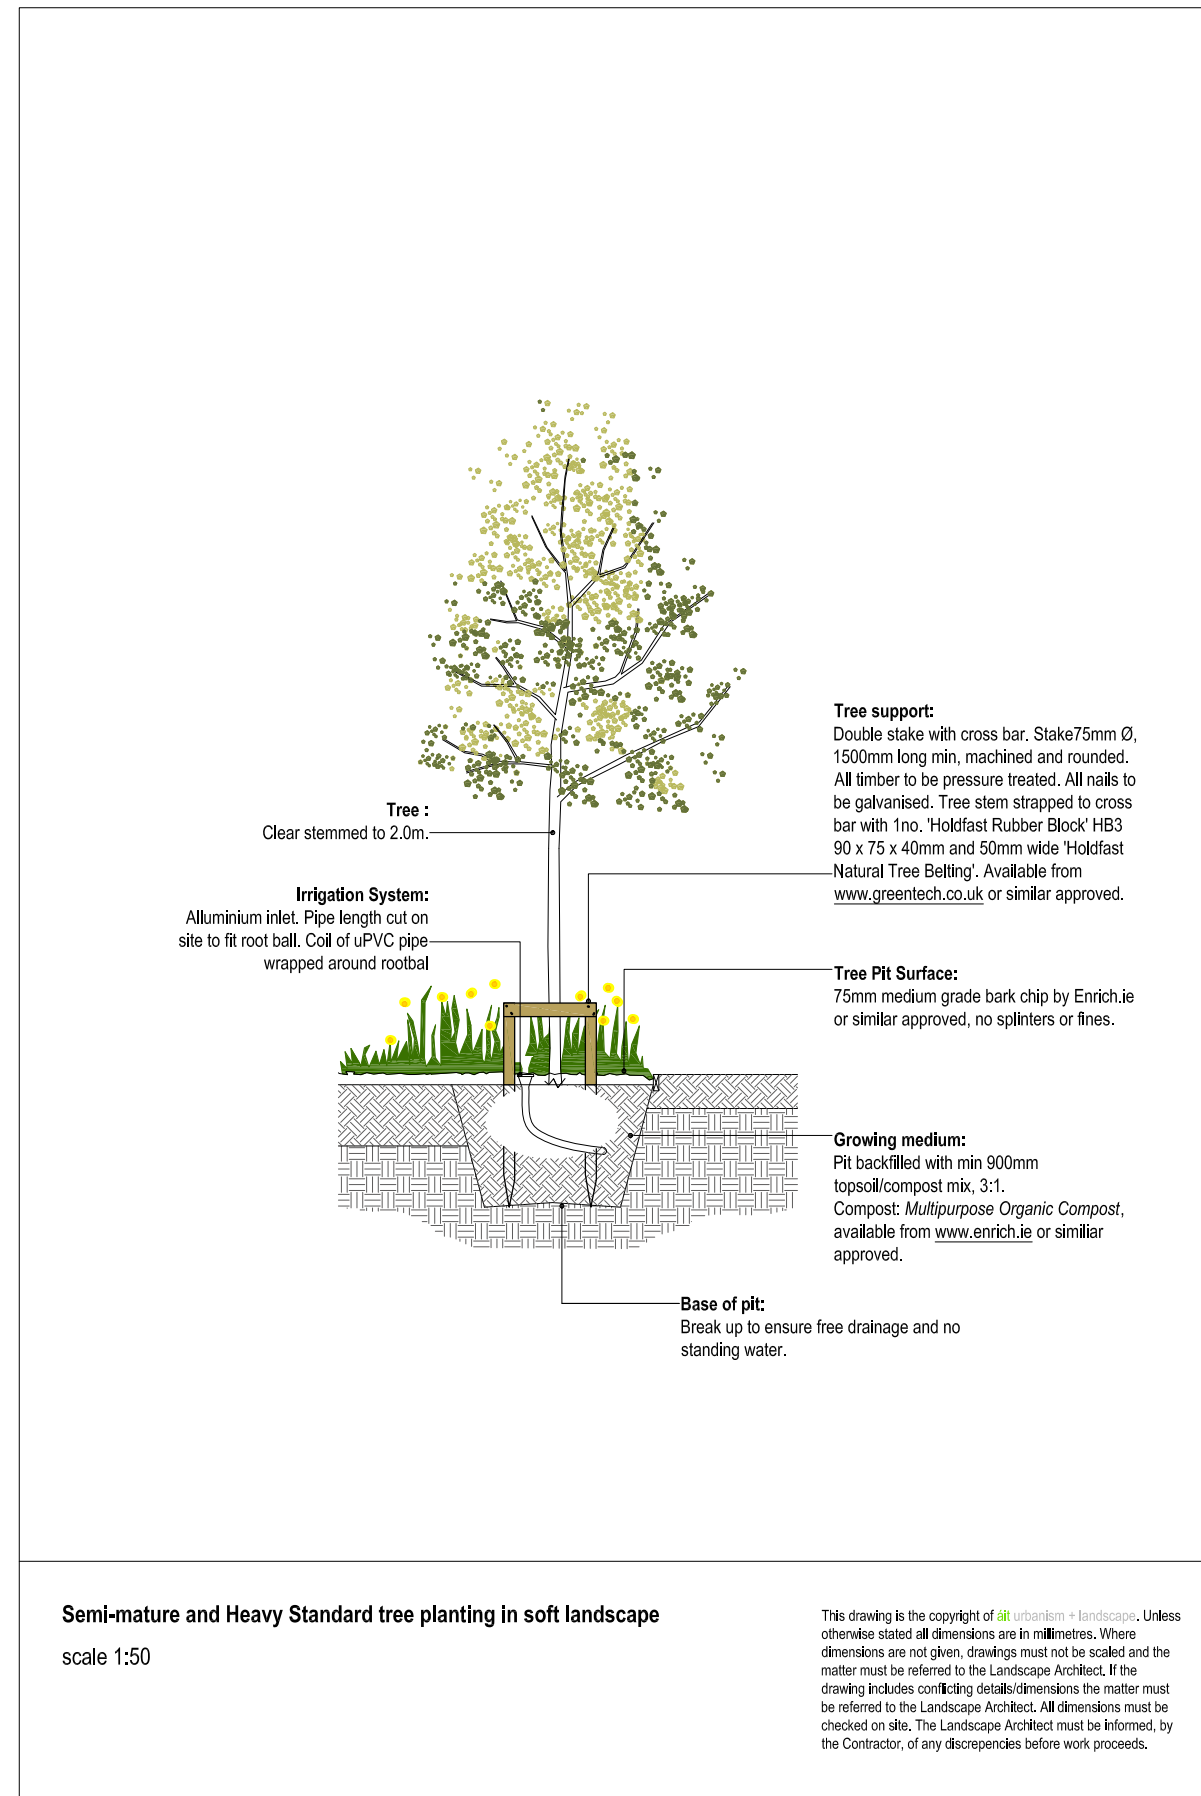 Tree support:
Double stake with cross bar. Stake75mm Ø,
1500mm long min, machined and rounded.
All timber to be pressure treated. All nails to
be galvanised. Tree stem strapped to cross
bar with 1no. 'Holdfast Rubber Block' HB3
90 x 75 x 40mm and 50mm wide 'Holdfast
Natural Tree Belting'. Available from
www.greentech.co.uk or similar approved.
Tree :
Clear stemmed to 2.0m.
Irrigation System:
Alluminium inlet. Pipe length cut on
site to fit root ball. Coil of uPVC pipe
wrapped around rootbal
Tree Pit Surface:
75mm medium grade bark chip by Enrich.ie
or similar approved, no splinters or fines.
Growing medium:
Pit backfilled with min 900mm
topsoil/compost mix, 3:1.
Compost: Multipurpose Organic Compost,
available from www.enrich.ie or similiar
approved.
Base of pit:
Break up to ensure free drainage and no
standing water.
Semi-mature and Heavy Standard tree planting in soft landscape
scale 1:50
This drawing is the copyright of áit urbanism + landscape. Unless
otherwise stated all dimensions are in millimetres. Where
dimensions are not given, drawings must not be scaled and the
matter must be referred to the Landscape Architect. If the
drawing includes conflicting details/dimensions the matter must
be referred to the Landscape Architect. All dimensions must be
checked on site. The Landscape Architect must be informed, by
the Contractor, of any discrepencies before work proceeds.